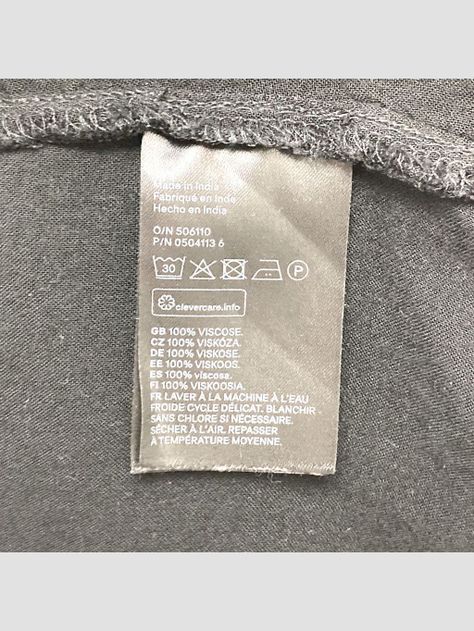 Made in India
Fabriqué en Inde
Hecho en India
O/N 506110
P/N 0504113 6
30
P
clevercare.info
GB 100% VISCOSE.
CZ 100% VISKÓZA.
DE 100% VISKOSE.
EE 100% VISKOOS.
ES 100% viscosa.
FI 100% VISKOOSIA.
FR LAVER À LA MACHINE À L'EAU
FROIDE CYCLE DÉLICAT. BLANCHIR
SANS CHLORE SI NÉCESSAIRE.
SÉCHER À L'AIR. REPASSER
À TEMPÉRATURE MOYENNE.